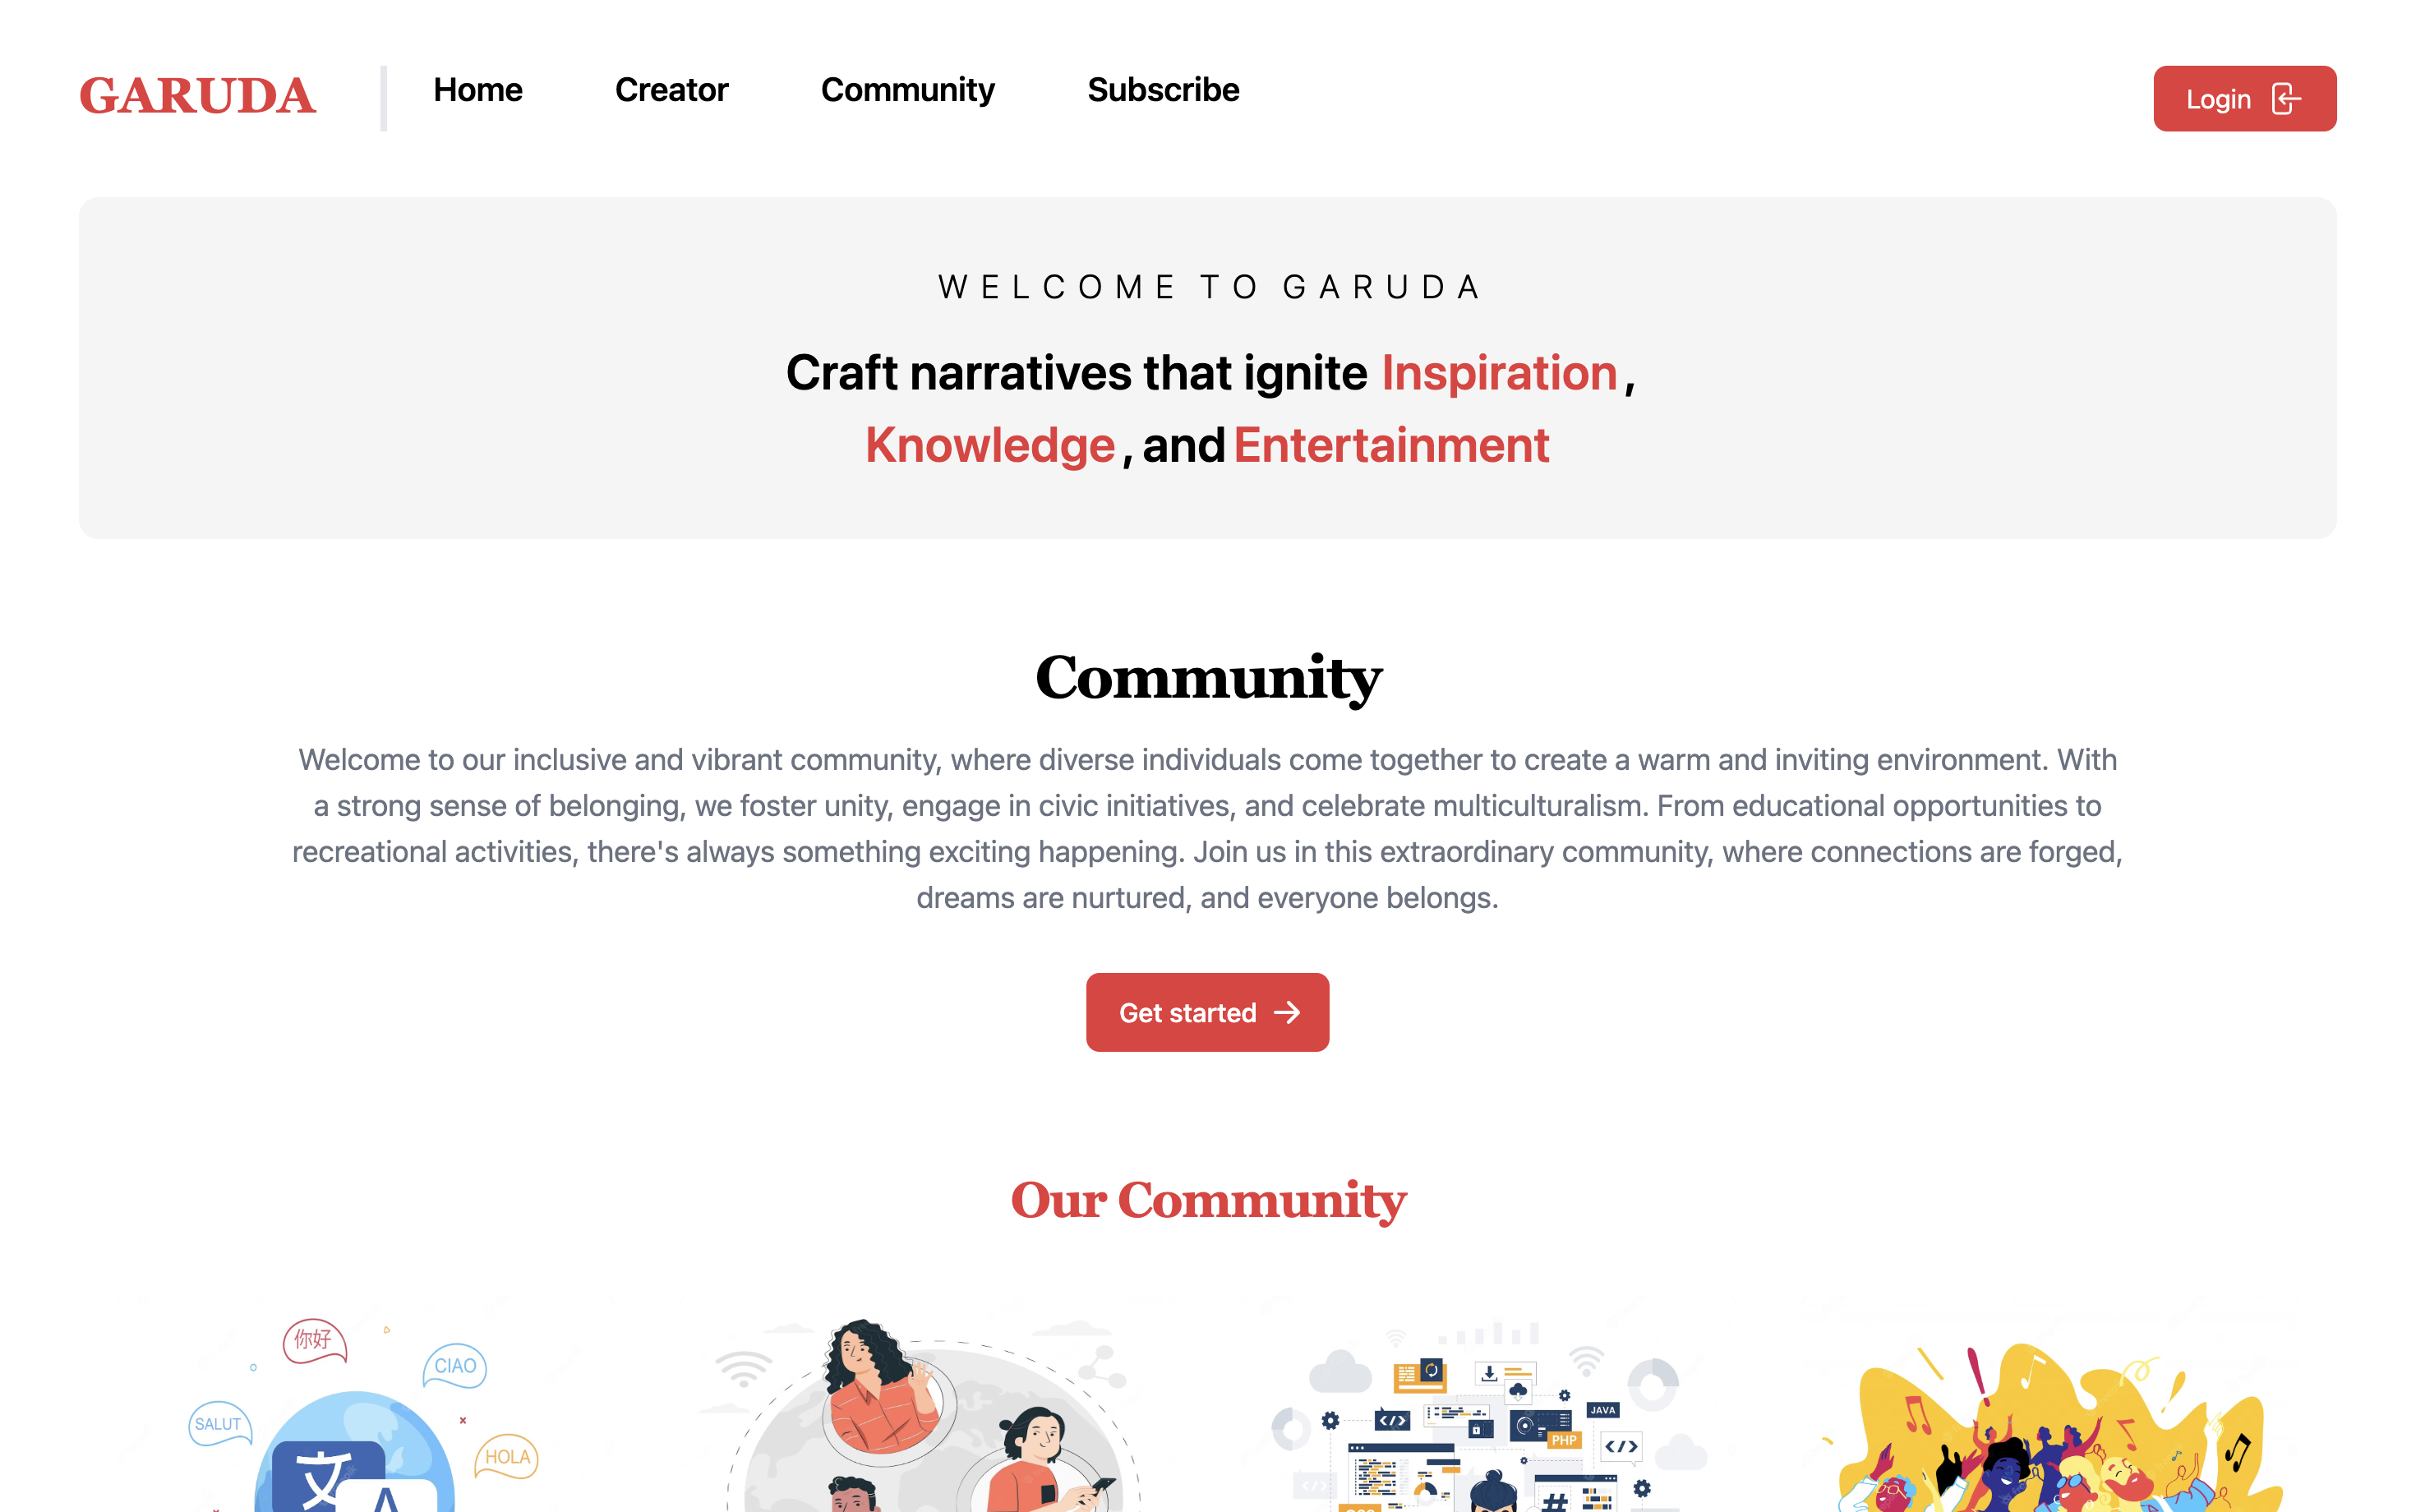 GARUDA
Home
Creator
Community
Subscribe
Login
WELCOME TO GARUDA
Craft narratives that ignite Inspiration,
Knowledge, and Entertainment
Community
Welcome to our inclusive and vibrant community, where diverse individuals come together to create a warm and inviting environment. With
a strong sense of belonging, we foster unity, engage in civic initiatives, and celebrate multiculturalism. From educational opportunities to
recreational activities, there's always something exciting happening. Join us in this extraordinary community, where connections are forged,
dreams are nurtured, and everyone belongs.
Get started
Our Community
你好
CIAO
SALUT
HOLA
文
A
JAVA
</>
PHP
</>
</>
#